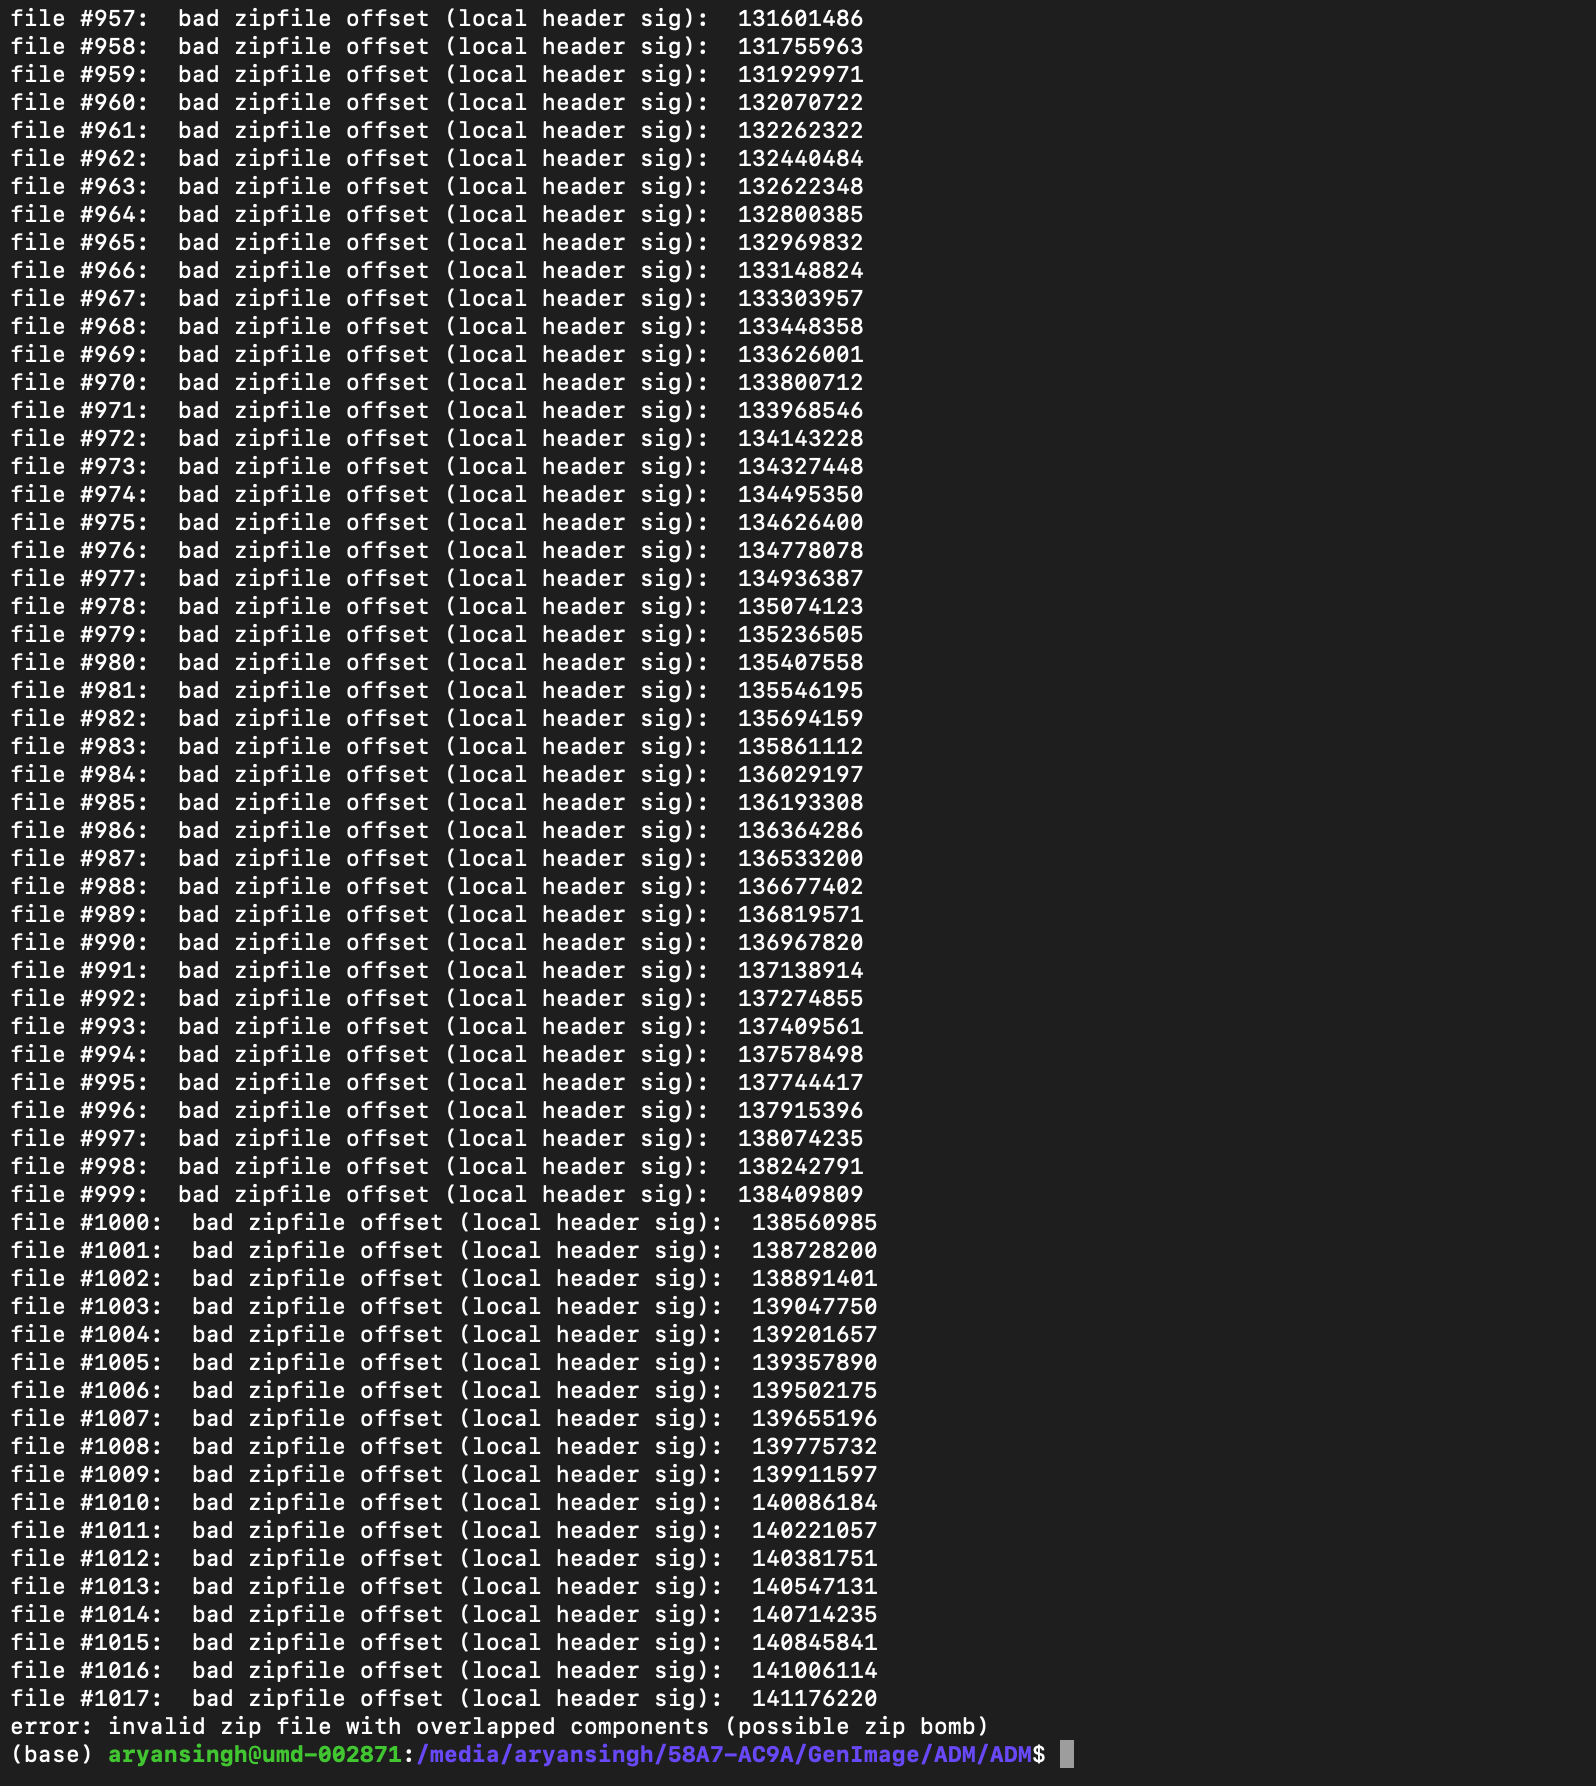 file #957:  bad zipfile offset (local header sig):  131601486
file #958:  bad zipfile offset (local header sig):  131755963
file #959:  bad zipfile offset (local header sig):  131929971
file #960:  bad zipfile offset (local header sig):  132070722
file #961:  bad zipfile offset (local header sig):  132262322
file #962:  bad zipfile offset (local header sig):  132440484
file #963:  bad zipfile offset (local header sig):  132622348
file #964:  bad zipfile offset (local header sig):  132800385
file #965:  bad zipfile offset (local header sig):  132969832
file #966:  bad zipfile offset (local header sig):  133148824
file #967:  bad zipfile offset (local header sig):  133303957
file #968:  bad zipfile offset (local header sig):  133448358
file #969:  bad zipfile offset (local header sig):  133626001
file #970:  bad zipfile offset (local header sig):  133800712
file #971:  bad zipfile offset (local header sig):  133968546
file #972:  bad zipfile offset (local header sig):  134143228
file #973:  bad zipfile offset (local header sig):  134327448
file #974:  bad zipfile offset (local header sig):  134495350
file #975:  bad zipfile offset (local header sig):  134626400
file #976:  bad zipfile offset (local header sig):  134778078
file #977:  bad zipfile offset (local header sig):  134936387
file #978:  bad zipfile offset (local header sig):  135074123
file #979:  bad zipfile offset (local header sig):  135236505
file #980:  bad zipfile offset (local header sig):  135407558
file #981:  bad zipfile offset (local header sig):  135546195
file #982:  bad zipfile offset (local header sig):  135694159
file #983:  bad zipfile offset (local header sig):  135861112
file #984:  bad zipfile offset (local header sig):  136029197
file #985:  bad zipfile offset (local header sig):  136193308
file #986:  bad zipfile offset (local header sig):  136364286
file #987:  bad zipfile offset (local header sig):  136533200
file #988:  bad zipfile offset (local header sig):  136677402
file #989:  bad zipfile offset (local header sig):  136819571
file #990:  bad zipfile offset (local header sig):  136967820
file #991:  bad zipfile offset (local header sig):  137138914
file #992:  bad zipfile offset (local header sig):  137274855
file #993:  bad zipfile offset (local header sig):  137409561
file #994:  bad zipfile offset (local header sig):  137578498
file #995:  bad zipfile offset (local header sig):  137744417
file #996:  bad zipfile offset (local header sig):  137915396
file #997:  bad zipfile offset (local header sig):  138074235
file #998:  bad zipfile offset (local header sig):  138242791
file #999:  bad zipfile offset (local header sig):  138409809
file #1000:  bad zipfile offset (local header sig):  138560985
file #1001:  bad zipfile offset (local header sig):  138728200
file #1002:  bad zipfile offset (local header sig):  138891401
file #1003:  bad zipfile offset (local header sig):  139047750
file #1004:  bad zipfile offset (local header sig):  139201657
file #1005:  bad zipfile offset (local header sig):  139357890
file #1006:  bad zipfile offset (local header sig):  139502175
file #1007:  bad zipfile offset (local header sig):  139655196
file #1008:  bad zipfile offset (local header sig):  139775732
file #1009:  bad zipfile offset (local header sig):  139911597
file #1010:  bad zipfile offset (local header sig):  140086184
file #1011:  bad zipfile offset (local header sig):  140221057
file #1012:  bad zipfile offset (local header sig):  140381751
file #1013:  bad zipfile offset (local header sig):  140547131
file #1014:  bad zipfile offset (local header sig):  140714235
file #1015:  bad zipfile offset (local header sig):  140845841
file #1016:  bad zipfile offset (local header sig):  141006114
file #1017:  bad zipfile offset (local header sig):  141176220
error: invalid zip file with overlapped components (possible zip bomb)
(base) aryansingh@umd-002871:/media/aryansingh/58A7-AC9A/GenImage/ADM/ADM$